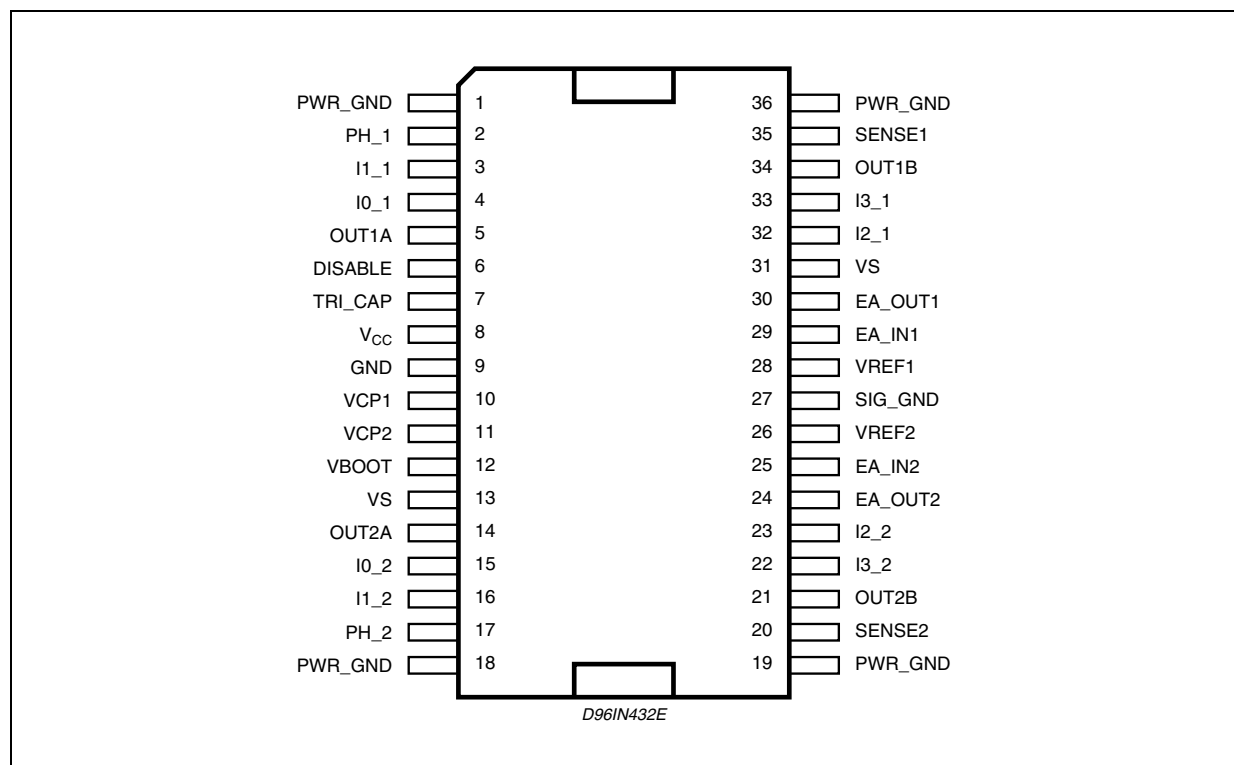 PWR_GND 1 36 PWR_GND
PH_1 2 35 SENSE1
I1_1 3 34 OUT1B
I0_1 4 33 I3_1
OUT1A 5 32 I2_1
DISABLE 6 31 VS
TRI_CAP 7 30 EA_OUT1
VCC 8 29 EA_IN1
GND 9 28 VREF1
VCP1 10 27 SIG_GND
VCP2 11 26 VREF2
VBOOT 12 25 EA_IN2
VS 13 24 EA_OUT2
OUT2A 14 23 I2_2
I0_2 15 22 I3_2
I1_2 16 21 OUT2B
PH_2 17 20 SENSE2
PWR_GND 18 19 PWR_GND
D96IN432E